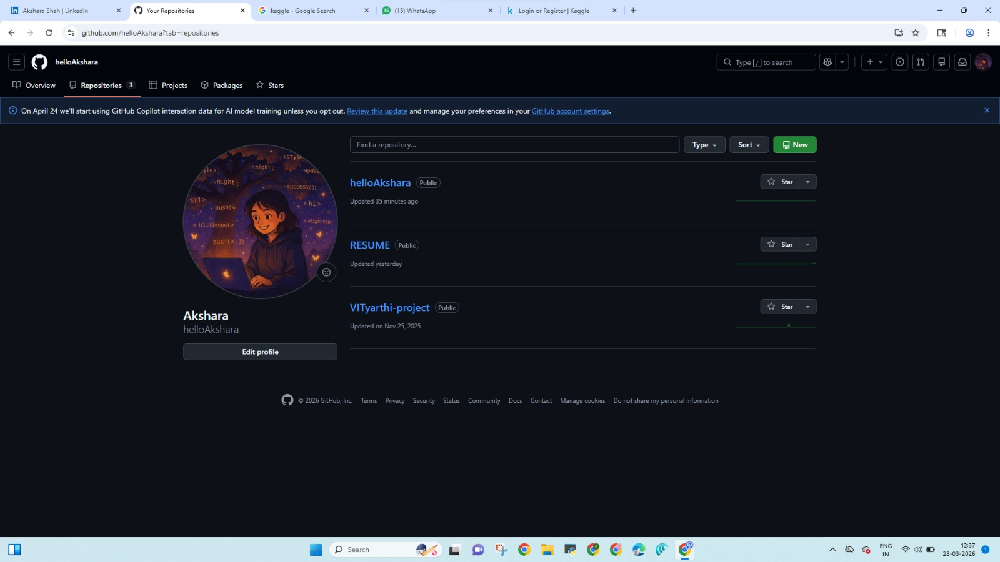 Akshara Shah | LinkedIn
Your Repositories
kaggle - Google Search
15
(15) WhatsApp
k
Login or Register | Kaggle
github.com/helloAkshara?tab=repositories
helloAkshara
Type / to search
Overview
Repositories 3
Projects
Packages
Stars
On April 24 we'll start using GitHub Copilot interaction data for AI model training unless you opt out. Review this update and manage your preferences in your GitHub account settings.
Find a repository...
Type
Sort
New
<style
yle>
.night;
-upda
.night;
success();
<H1>
push(>)
<h1>
<h1.timeout>
<align-top;
push(x,3)
helloAkshara Public
Star
Updated 35 minutes ago
RESUME Public
Star
Updated yesterday
VITyarthi-project Public
Star
Updated on Nov 25, 2025
Akshara
helloAkshara
Edit profile
© 2026 GitHub, Inc. Terms Privacy Security Status Community Docs Contact Manage cookies Do not share my personal information
Search
ENG
IN
12:37
28-03-2026
1